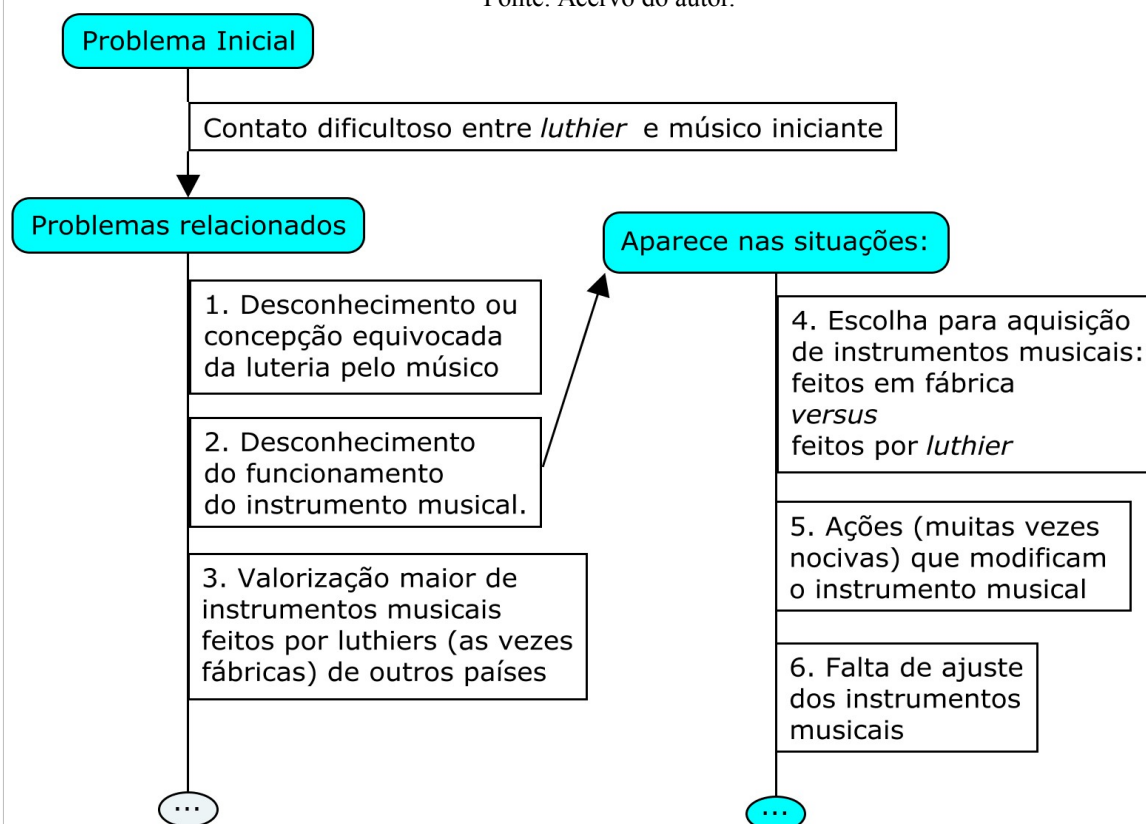 Fonte: Acervo do autor.
Problema Inicial
Contato dificultoso entre luthier e músico iniciante
Problemas relacionados
1. Desconhecimento ou
concepção equivocada
da luteria pelo músico
2. Desconhecimento
do funcionamento
do instrumento musical.
3. Valorização maior de
instrumentos musicais
feitos por luthiers (as vezes
fábricas) de outros países
...
Aparece nas situações:
4. Escolha para aquisição
de instrumentos musicais:
feitos em fábrica
versus
feitos por luthier
5. Ações (muitas vezes
nocivas) que modificam
o instrumento musical
6. Falta de ajuste
dos instrumentos
musicais
...